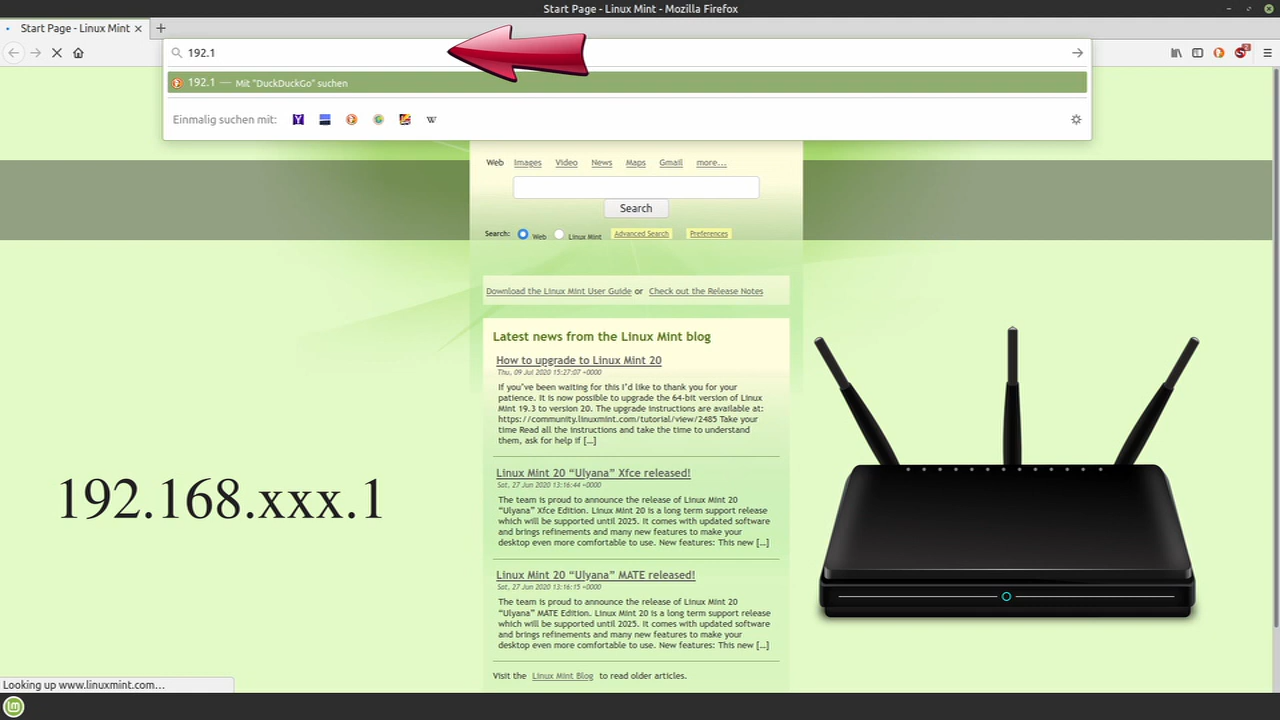 Start Page - Linux Mint - Mozilla Firefox
Start Page - Linux Mint
192.1
192.1 — Mit "DuckDuckGo" suchen
Einmalig suchen mit:
Web Images Video News Maps Gmail more...
Search
Search: Web Linux Mint Advanced Search Preferences
Download the Linux Mint User Guide or Check out the Release Notes
Latest news from the Linux Mint blog
How to upgrade to Linux Mint 20
Thu, 09 Jul 2020 15:27:07 +0000
If you've been waiting for this I'd like to thank you for your
patience. It is now possible to upgrade the 64-bit version of Linux
Mint 19.3 to version 20. The upgrade instructions are available at:
https://community.linuxmint.com/tutorial/view/2485 Take your
time Read all the instructions and take the time to understand
them, ask for help if [...]
Linux Mint 20 "Ulyana" Xfce released!
Sat, 27 Jun 2020 13:16:44 +0000
The team is proud to announce the release of Linux Mint 20
"Ulyana" Xfce Edition. Linux Mint 20 is a long term support release
which will be supported until 2025. It comes with updated software
and brings refinements and many new features to make your
desktop even more comfortable to use. New features: This new [...]
192.168.xxx.1
Linux Mint 20 "Ulyana" MATE released!
Sat, 27 Jun 2020 13:16:15 +0000
The team is proud to announce the release of Linux Mint 20
"Ulyana" MATE Edition. Linux Mint 20 is a long term support release
which will be supported until 2025. It comes with updated software
and brings refinements and many new features to make your
desktop even more comfortable to use. New features: This new [...]
Visit the Linux Mint Blog to read older articles.
Looking up www.linuxmint.com...